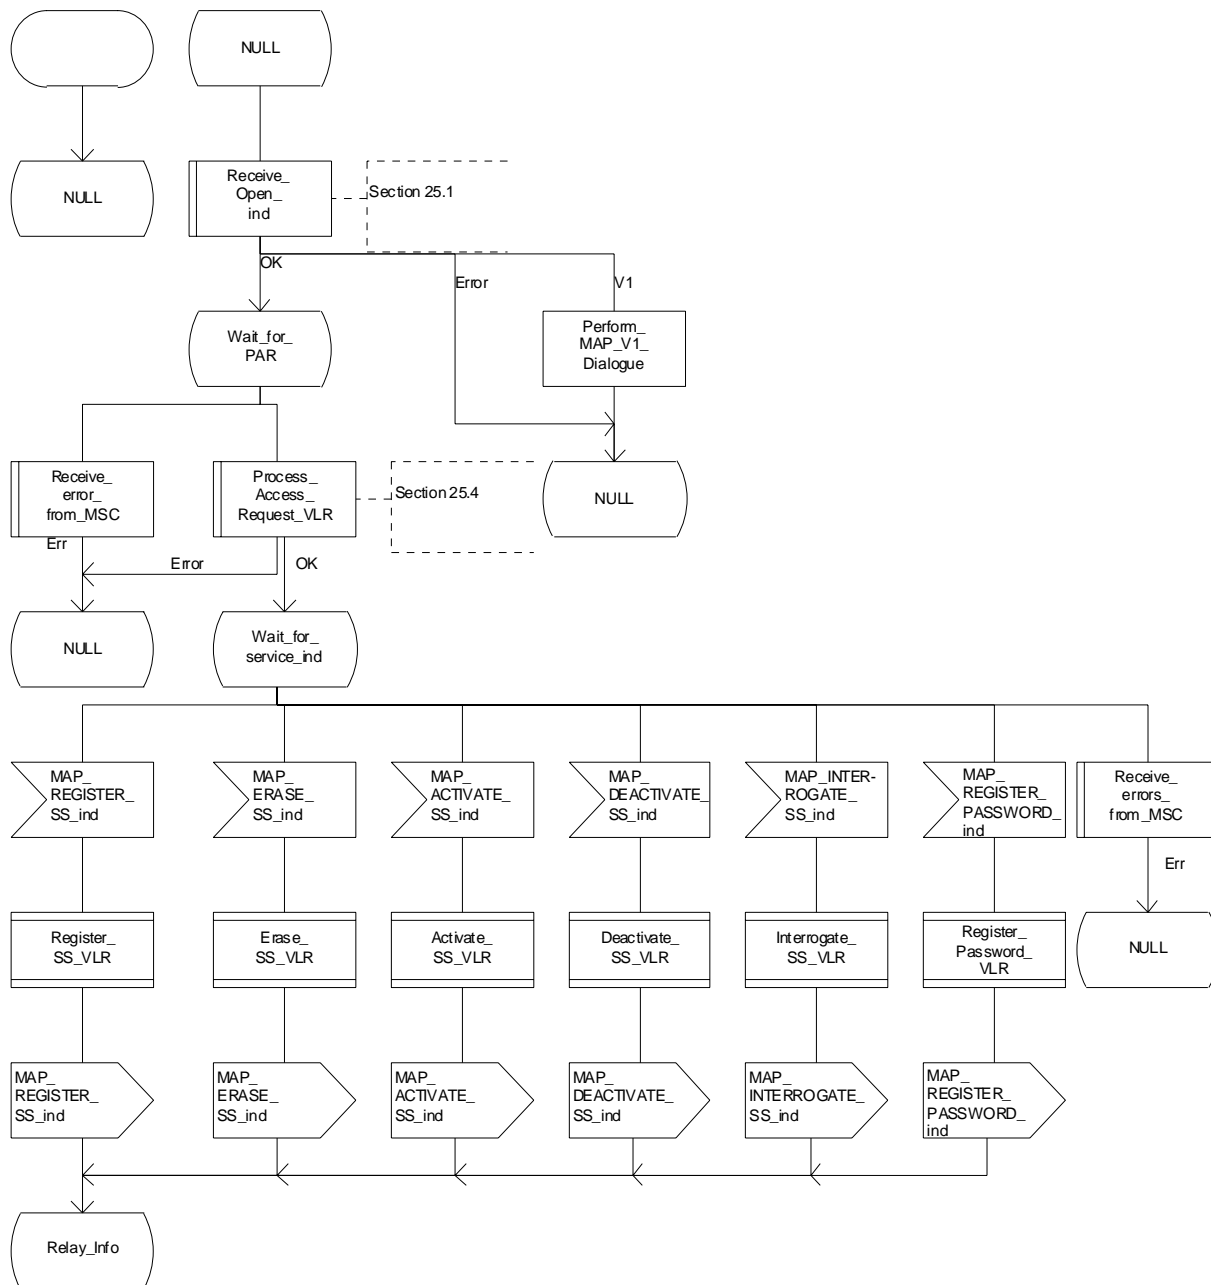 NULL
NULL
Receive_
Open_
ind
Section 25.1
OK
Error
V1
Wait_for_
PAR
Perform_
MAP_V1_
Dialogue
Receive_
error_
from_MSC
Process_
Access_
Request_VLR
Section 25.4
NULL
Err
Error
OK
NULL
Wait_for_
service_ind
MAP_
REGISTER_
SS_ind
MAP_
ERASE_
SS_ind
MAP_
ACTIVATE_
SS_ind
MAP_
DEACTIVATE_
SS_ind
MAP_INTER-
ROGATE_
SS_ind
MAP_
REGISTER_
PASSWORD_
ind
Receive_
errors_
from_MSC
Err
Register_
SS_VLR
Erase_
SS_VLR
Activate_
SS_VLR
Deactivate_
SS_VLR
Interrogate_
SS_VLR
Register_
Password_
VLR
NULL
MAP_
REGISTER_
SS_ind
MAP_
ERASE_
SS_ind
MAP_
ACTIVATE_
SS_ind
MAP_
DEACTIVATE_
SS_ind
MAP_
INTERROGATE_
SS_ind
MAP_
REGISTER_
PASSWORD_
ind
Relay_Info